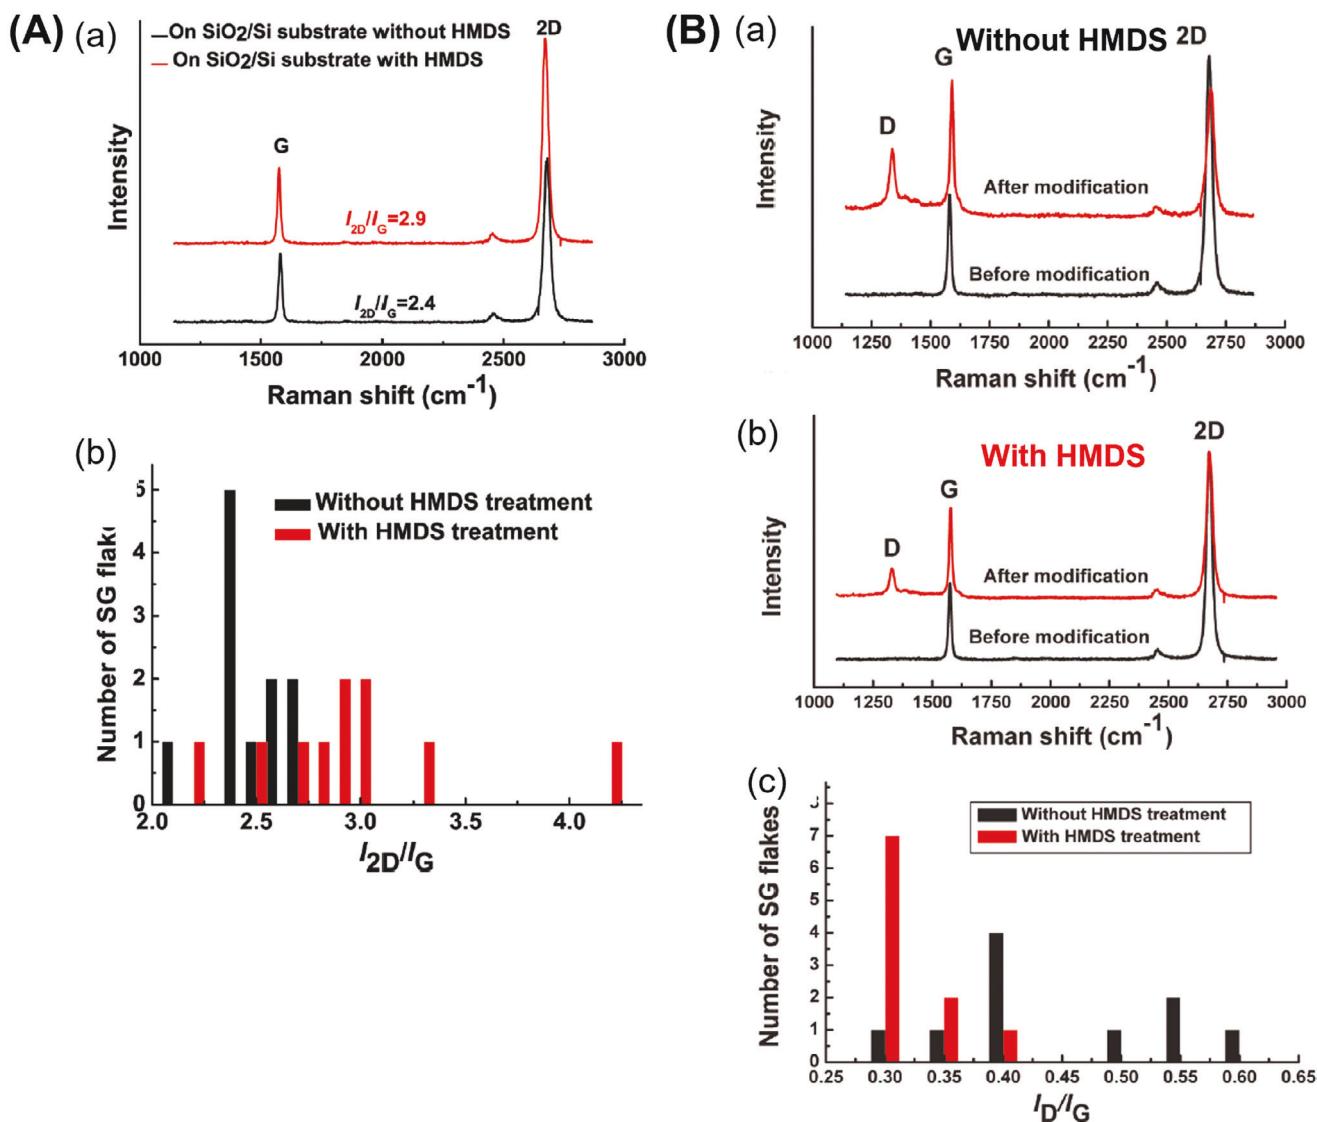 (A) (a)
On SiO2/Si substrate without HMDS
On SiO2/Si substrate with HMDS
2D
G
I2D/IG=2.9
I2D/IG=2.4
Intensity
1000 1500 2000 2500 3000
Raman shift (cm-1)
(b)
Without HMDS treatment
With HMDS treatment
Number of SG flak
5
4
3
2
1
0
2.0 2.5 3.0 3.5 4.0
I2D/IG
(B) (a)
Without HMDS 2D
G
D
After modification
Before modification
Intensity
1000 1250 1500 1750 2000 2250 2500 2750 3000
Raman shift (cm-1)
(b)
With HMDS
2D
G
D
After modification
Before modification
Intensity
1000 1250 1500 1750 2000 2250 2500 2750 3000
Raman shift (cm-1)
(c)
Without HMDS treatment
With HMDS treatment
Number of SG flakes
7
6
5
4
3
2
1
0
0.25 0.30 0.35 0.40 0.45 0.50 0.55 0.60 0.65
ID/IG